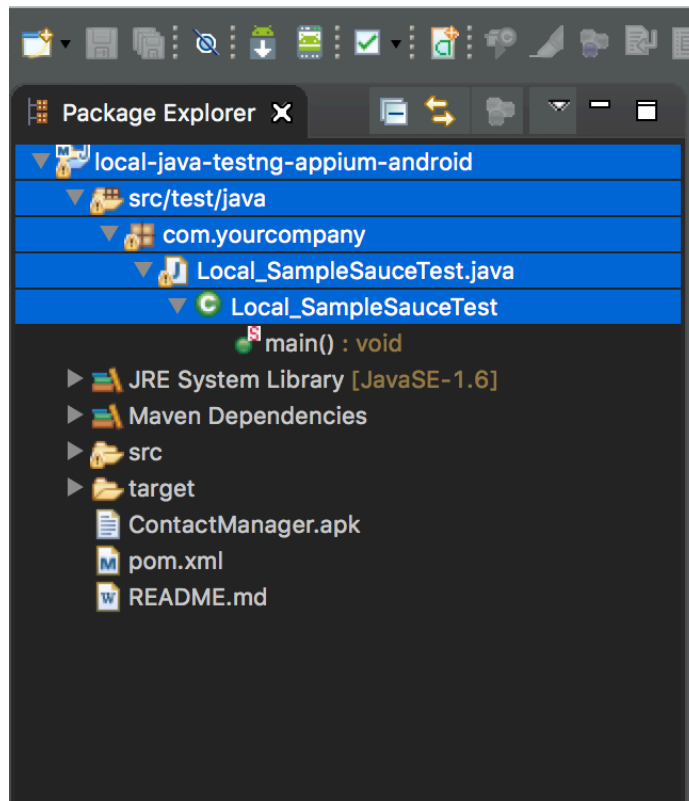 Package Explorer
local-java-testng-appium-android
src/test/java
com.yourcompany
Local_SampleSauceTest.java
Local_SampleSauceTest
main() : void
JRE System Library [JavaSE-1.6]
Maven Dependencies
src
target
ContactManager.apk
pom.xml
README.md